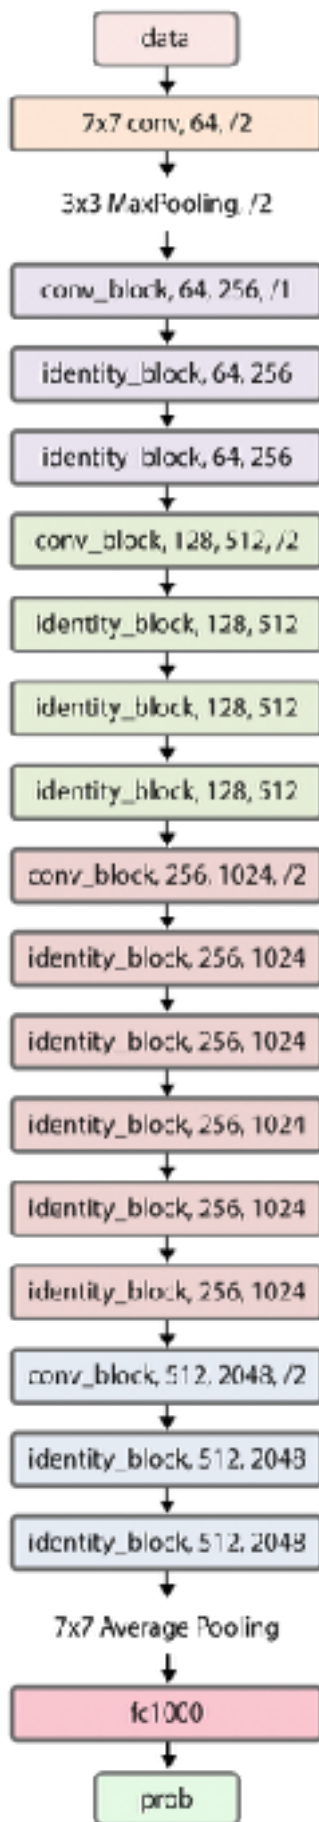 data
7x7 conv, 64, /2
3x3 MaxPooling, /2
conv_block, 64, 256, /1
identity_block, 64, 256
identity_block, 64, 256
conv_block, 128, 512, /2
identity_block, 128, 512
identity_block, 128, 512
identity_block, 128, 512
conv_block, 256, 1024, /2
identity_block, 256, 1024
identity_block, 256, 1024
identity_block, 256, 1024
identity_block, 256, 1024
identity_block, 256, 1024
conv_block, 512, 2048, /2
identity_block, 512, 2048
identity_block, 512, 2048
7x7 Average Pooling
fc1000
prob